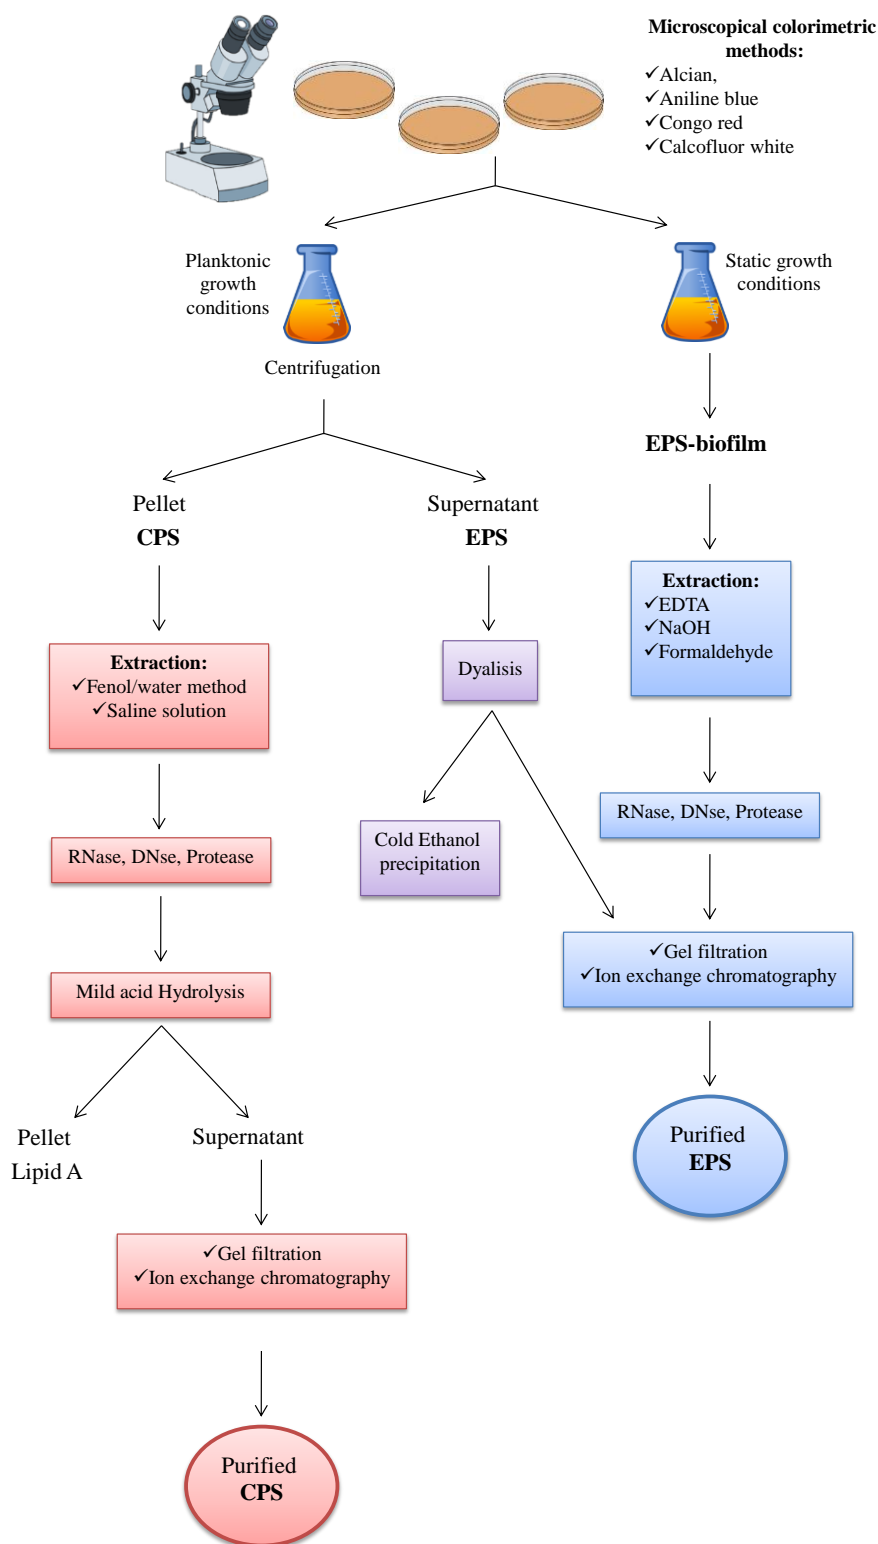 Microscopical colorimetric
methods:
✓Alcian,
✓Aniline blue
✓Congo red
✓Calcofluor white
Planktonic
growth
conditions
Static growth
conditions
Centrifugation
EPS-biofilm
Pellet
CPS
Supernatant
EPS
Extraction:
✓EDTA
✓NaOH
✓Formaldehyde
Extraction:
✓Fenol/water method
✓Saline solution
Dyalisis
RNase, DNse, Protease
Cold Ethanol
precipitation
RNase, DNse, Protease
✓Gel filtration
✓Ion exchange chromatography
Mild acid Hydrolysis
Pellet
Lipid A
Supernatant
Purified
EPS
✓Gel filtration
✓Ion exchange chromatography
Purified
CPS